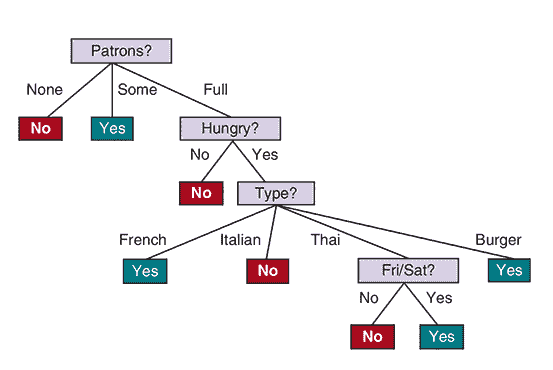 Patrons?
None Some Full
No Yes Hungry?
No Yes
No Type?
French Italian Thai Burger
Yes No Fri/Sat? Yes
No Yes
No Yes